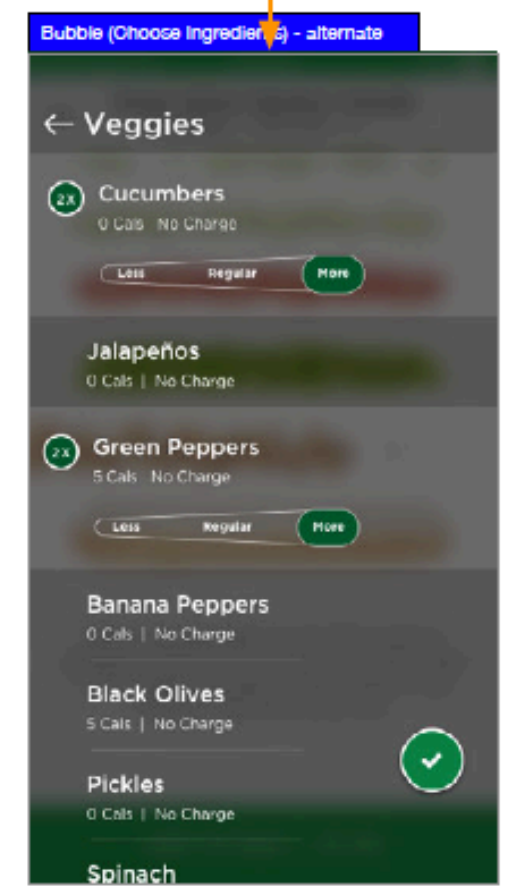 Bubble (Choose Ingredients) - alternate
← Veggies
2X Cucumbers
0 Cals No Charge
Less Regular More
Jalapeños
0 Cals | No Charge
2X Green Peppers
5 Cals No Charge
Less Regular More
Banana Peppers
0 Cals | No Charge
Black Olives
5 Cals | No Charge
Pickles
0 Cals | No Charge
Spinach